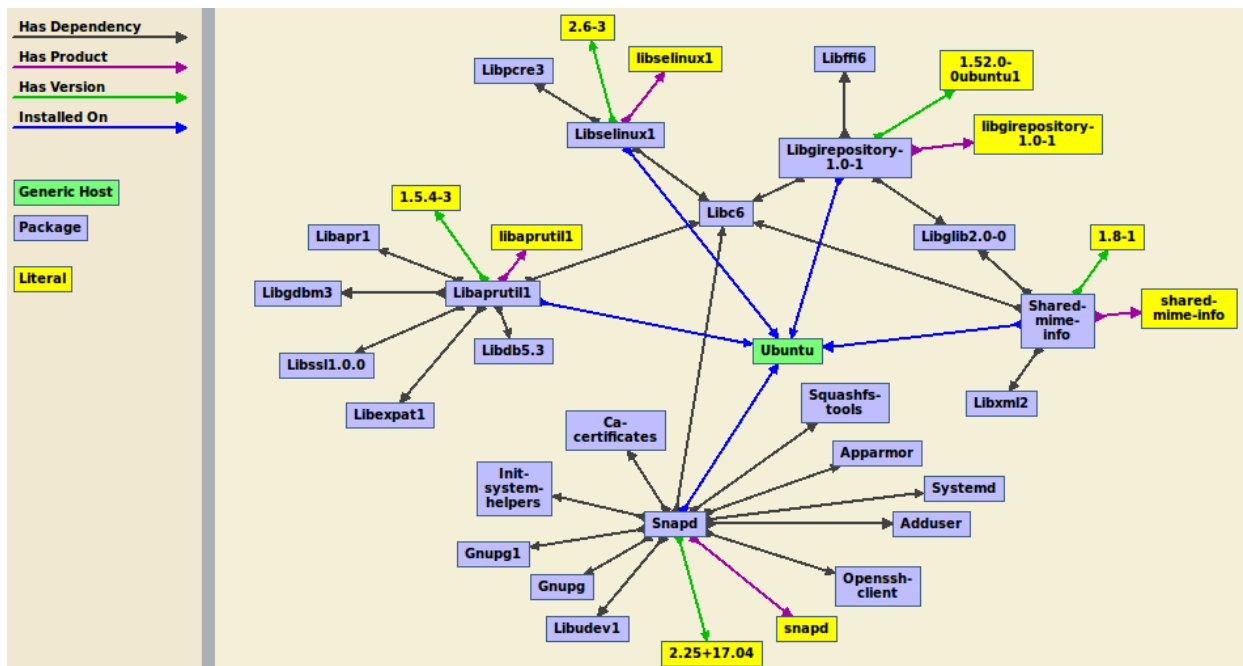 Has Dependency
Has Product
Has Version
Installed On
Generic Host
Package
Literal
2.6-3
libselinux1
Libpcre3
Libselinux1
Libffi6
1.52.0-
0ubuntu1
Libgirepository-
1.0-1
libgirepository-
1.0-1
1.5.4-3
Libc6
Libapr1
libaprutil1
Libglib2.0-0
1.8-1
Libgdbm3
Libaprutil1
Shared-
mime-
info
shared-
mime-info
Libssl1.0.0
Libdb5.3
Ubuntu
Libexpat1
Libxml2
Squashfs-
tools
Ca-
certificates
Apparmor
Init-
system-
helpers
Systemd
Snapd
Adduser
Gnupg1
Gnupg
Openssh-
client
Libudev1
snapd
2.25+17.04